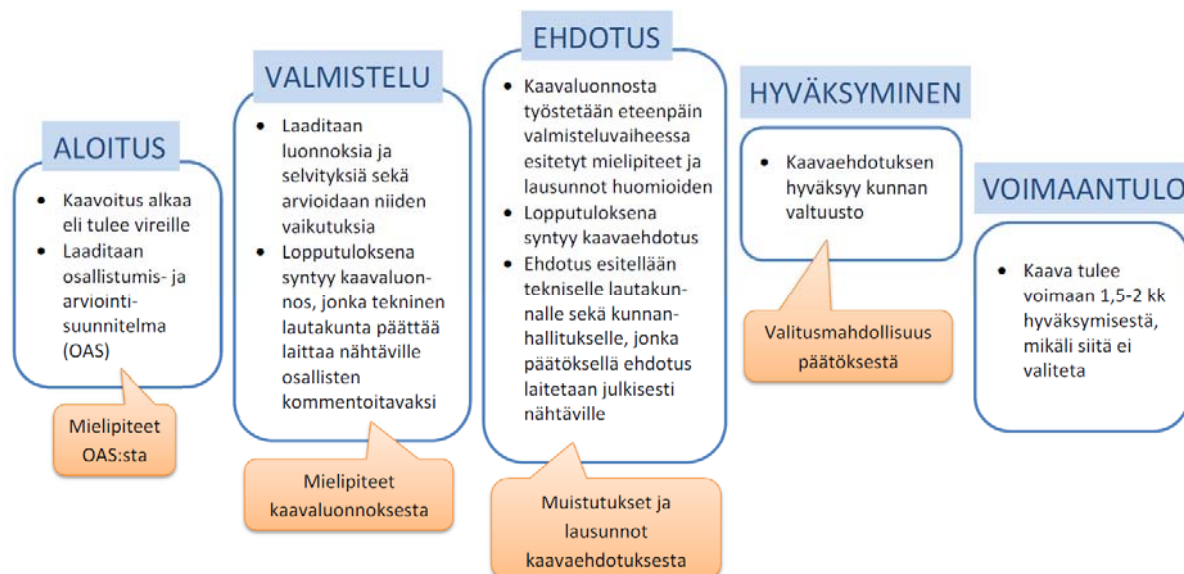 ALOITUS
• Kaavoitus alkaa
eli tulee vireille
• Laaditaan
osallistumis- ja
arviointi-
suunnitelma
(OAS)
Mielipiteet
OAS:sta
VALMISTELU
• Laaditaan
luonnoksia ja
selvityksiä sekä
arvioidaan niiden
vaikutuksia
• Lopputuloksena
syntyy kaavaluon-
nos, jonka tekninen
lautakunta päättää
laittaa nähtäville
osallisten
kommentoitavaksi
Mielipiteet
kaavaluonnoksesta
EHDOTUS
• Kaavaluonnosta
työstetään eteenpäin
valmisteluvaiheessa
esitetyt mielipiteet ja
lausunnot huomioiden
• Lopputuloksena
syntyy kaavaehdotus
• Ehdotus esitellään
tekniselle lautakun-
nalle sekä kunnan-
hallitukselle, jonka
päätöksellä ehdotus
laitetaan julkisesti
nähtäville
Muistutukset ja
lausunnot
kaavaehdotuksesta
HYVÄKSYMINEN
• Kaavaehdotuksen
hyväksyy kunnan
valtuusto
Valitusmahdollisuus
päätöksestä
VOIMAANTULO
• Kaava tulee
voimaan 1,5-2 kk
hyväksymisestä,
mikäli siitä ei
valiteta